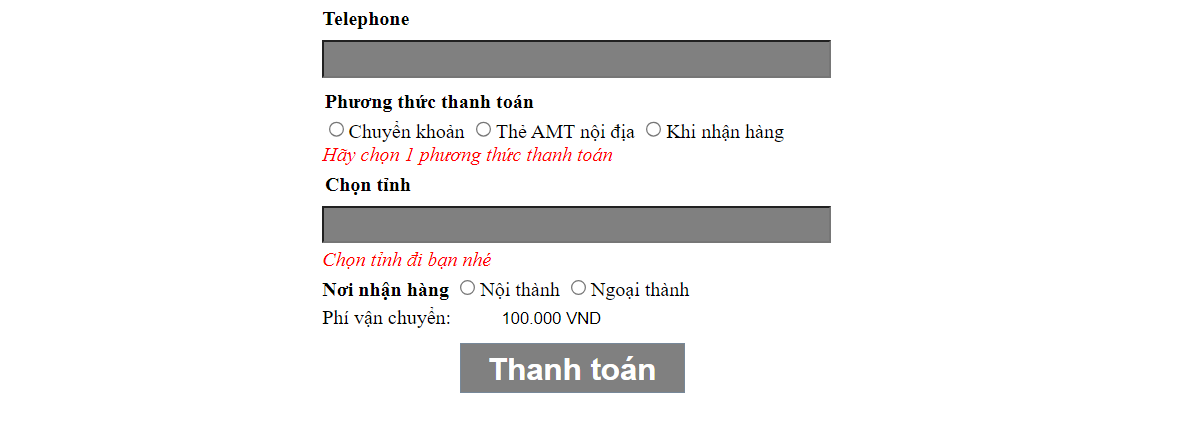 Telephone
Phương thức thanh toán
Chuyển khoản Thẻ AMT nội địa Khi nhận hàng
Hãy chọn 1 phương thức thanh toán
Chọn tỉnh
Chọn tỉnh đi bạn nhé
Nơi nhận hàng Nội thành Ngoại thành
Phí vận chuyển: 100.000 VND
Thanh toán